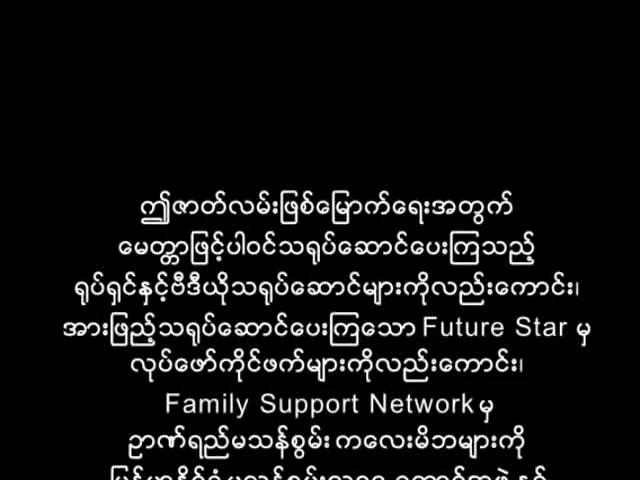 ဤဇာတ်လမ်းဖြစ်မြောက်ရေးအတွက်
မေတ္တာဖြင့်ပါဝင်သရုပ်ဆောင်ပေးကြသည့်
ရုပ်ရှင်နှင့်ဗီဒီယိုသရုပ်ဆောင်များကိုလည်းကောင်း၊
အားဖြည့်သရုပ်ဆောင်ပေးကြသော Future Star မှ
လုပ်ဖော်ကိုင်ဖက်များကိုလည်းကောင်း၊
Family Support Network မှ
ဉာဏ်ရည်မသန်စွမ်း ကလေးမိဘများကို